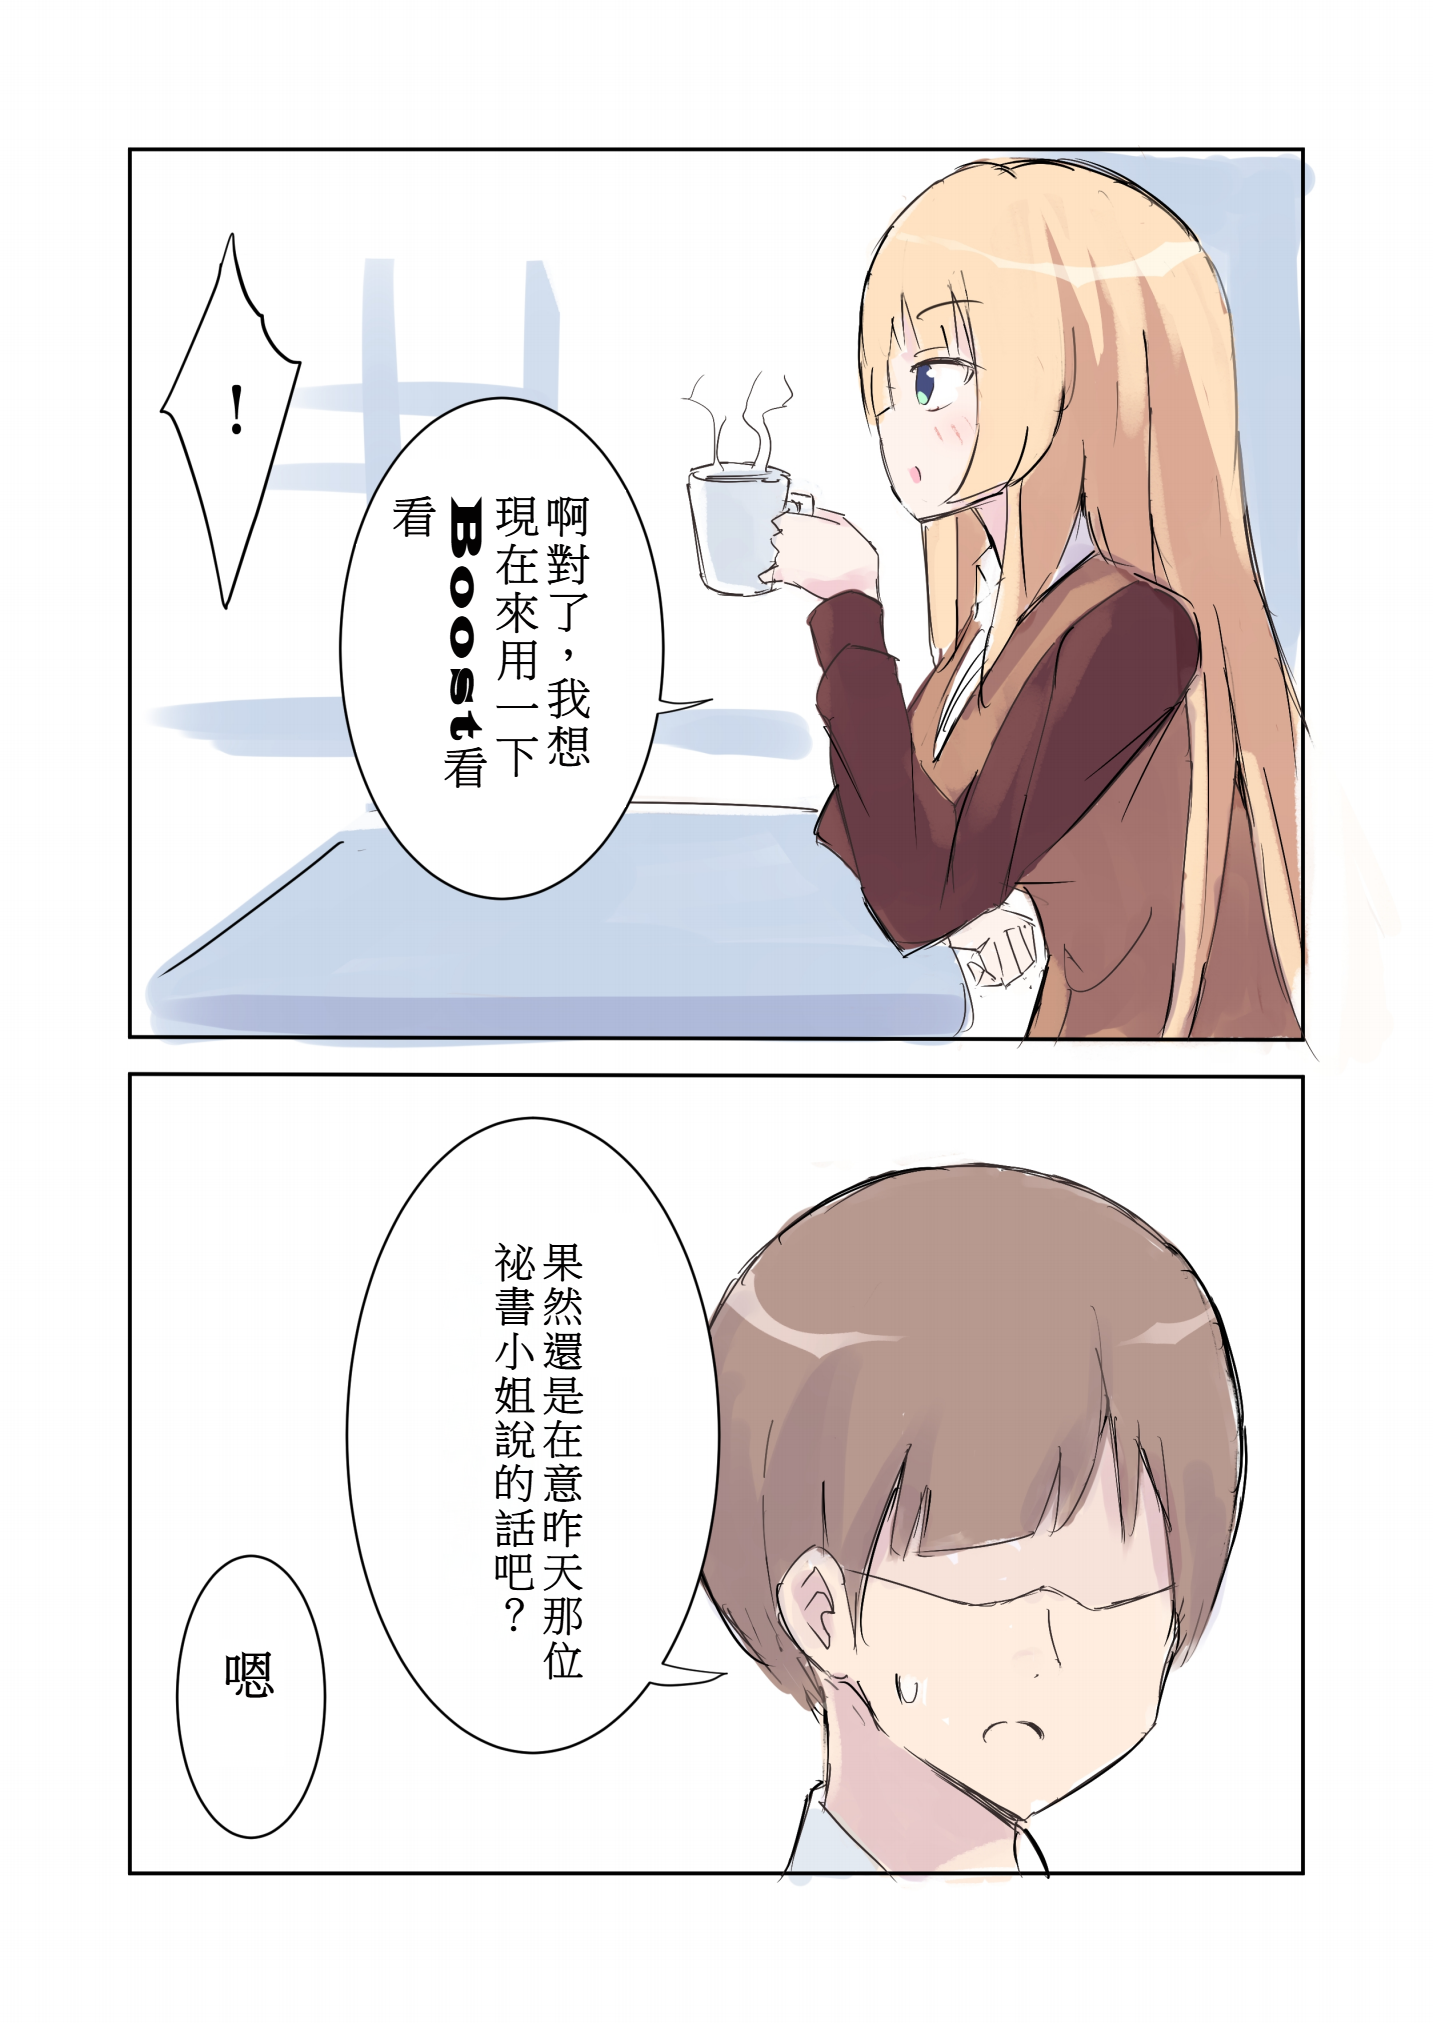 啊對了，我想
現在來用一下
Boost看
看
！
果然還是在意昨天那位
祕書小姐說的話吧？
嗯